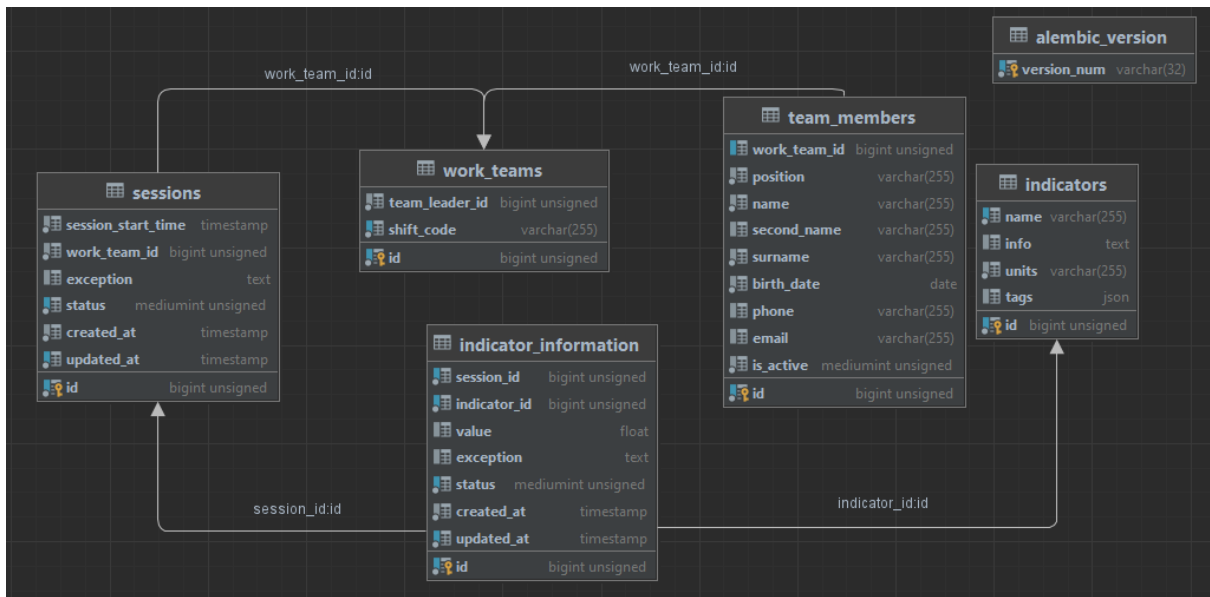 alembic_version
version_num varchar(32)
work_team_id:id
work_team_id:id
team_members
work_team_id bigint unsigned
position varchar(255)
name varchar(255)
second_name varchar(255)
surname varchar(255)
birth_date date
phone varchar(255)
email varchar(255)
is_active mediumint unsigned
id bigint unsigned
work_teams
team_leader_id bigint unsigned
shift_code varchar(255)
id bigint unsigned
sessions
session_start_time timestamp
work_team_id bigint unsigned
exception text
status mediumint unsigned
created_at timestamp
updated_at timestamp
id bigint unsigned
indicators
name varchar(255)
info text
units varchar(255)
tags json
id bigint unsigned
indicator_information
session_id bigint unsigned
indicator_id bigint unsigned
value float
exception text
status mediumint unsigned
created_at timestamp
updated_at timestamp
id bigint unsigned
session_id:id
indicator_id:id